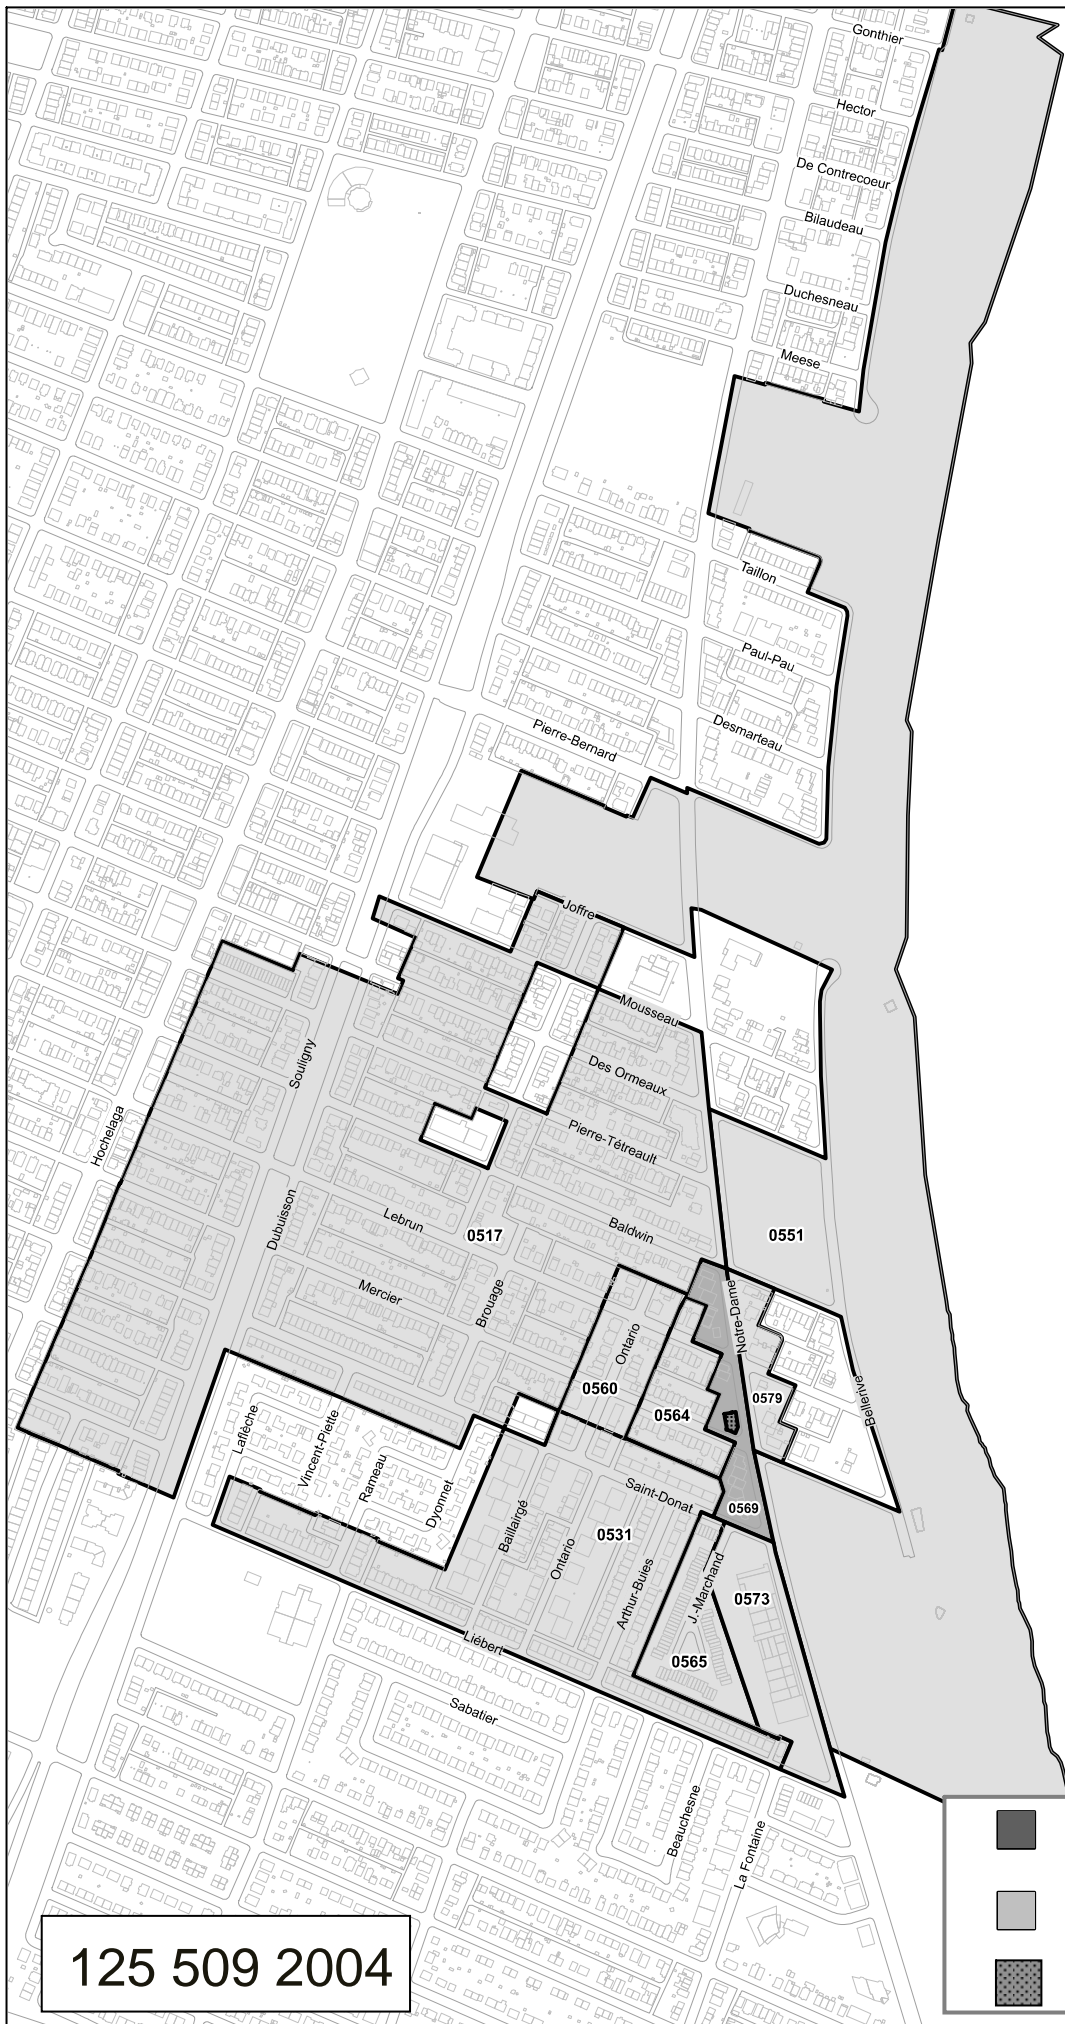 Gonthier
Hector
De Contrecoeur
Bilaudeau
Duchesneau
Meese
Taillon
Paul-Pau
Desmarteau
Pierre-Bernard
Joffre
Mousseau
Souligny
Des Ormeaux
Hochelaga
Pierre-Tétreault
Dubuisson
Lebrun
0517
Baldwin
0551
Mercier
Brouage
Notre-Dame
Ontario
0560
0579
0564
Bellerive
Laflèche
Vincent-Piette
Rameau
Dyonnet
Saint-Donat
0569
Baillairgé
0531
Ontario
Arthur-Buies
J.-Marchand
0573
Liébert
0565
Sabatier
Beauchesne
La Fontaine
125 509 2004